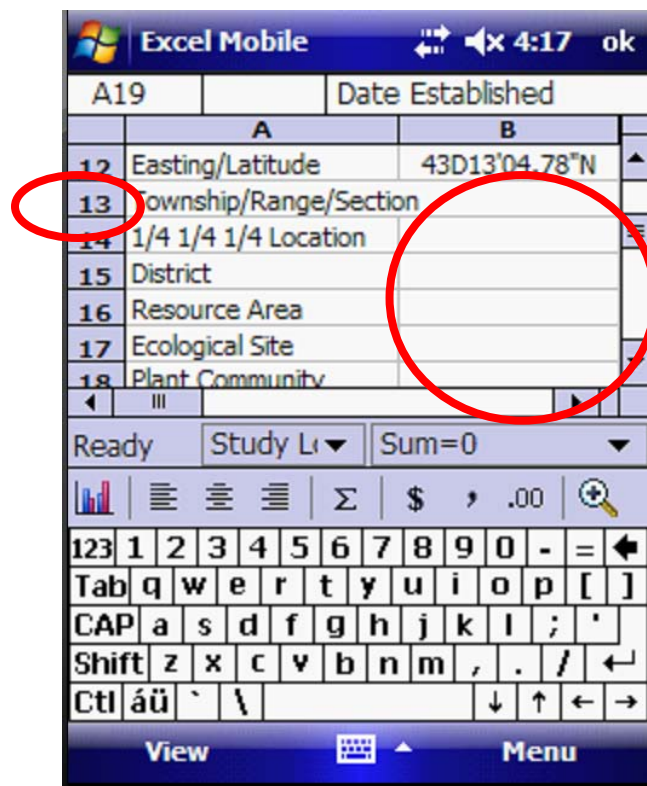 Excel Mobile 4:17 ok
A19 Date Established
A B
12 Easting/Latitude 43D13'04.78"N
13 Township/Range/Section
14 1/4 1/4 1/4 Location
15 District
16 Resource Area
17 Ecological Site
18 Plant Community
Ready Study Lo Sum=0
Σ $ , .00
123 1 2 3 4 5 6 7 8 9 0 - =
Tab q w e r t y u i o p [ ]
CAP a s d f g h j k l ; '
Shift z x c v b n m , . /
Ctl áü ` \ ↓ ↑ ← →
View Menu